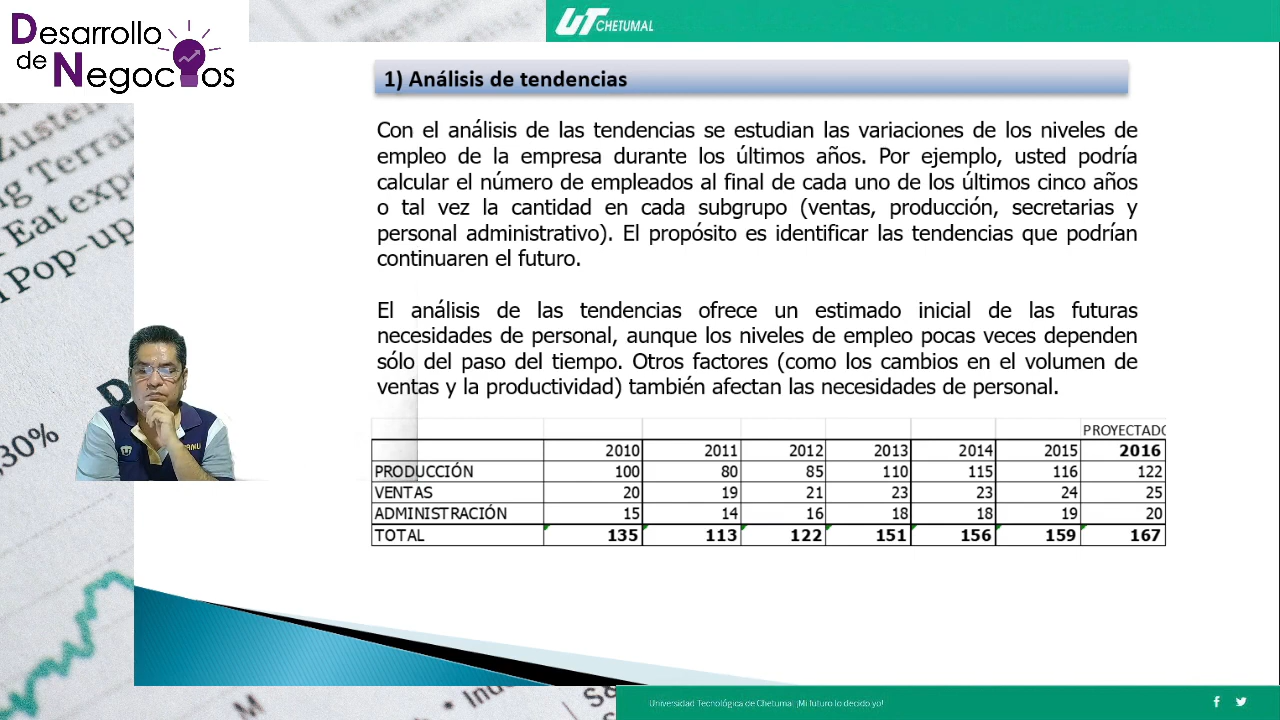 Desarrollo
de Negocios
UT CHETUMAL
1) Análisis de tendencias
Con el análisis de las tendencias se estudian las variaciones de los niveles de
empleo de la empresa durante los últimos años. Por ejemplo, usted podría
calcular el número de empleados al final de cada uno de los últimos cinco años
o tal vez la cantidad en cada subgrupo (ventas, producción, secretarias y
personal administrativo). El propósito es identificar las tendencias que podrían
continuaren el futuro.
El análisis de las tendencias ofrece un estimado inicial de las futuras
necesidades de personal, aunque los niveles de empleo pocas veces dependen
sólo del paso del tiempo. Otros factores (como los cambios en el volumen de
ventas y la productividad) también afectan las necesidades de personal.
PROYECTADO
2010 2011 2012 2013 2014 2015 2016
PRODUCCIÓN 100 80 85 110 115 116 122
VENTAS 20 19 21 23 23 24 25
ADMINISTRACIÓN 15 14 16 18 18 19 20
TOTAL 135 113 122 151 156 159 167
Zusten
ng Terrai
Eat exp
Pop-up
,30%
Universidad Tecnológica de Chetumal ¡Mi futuro lo decido yo!